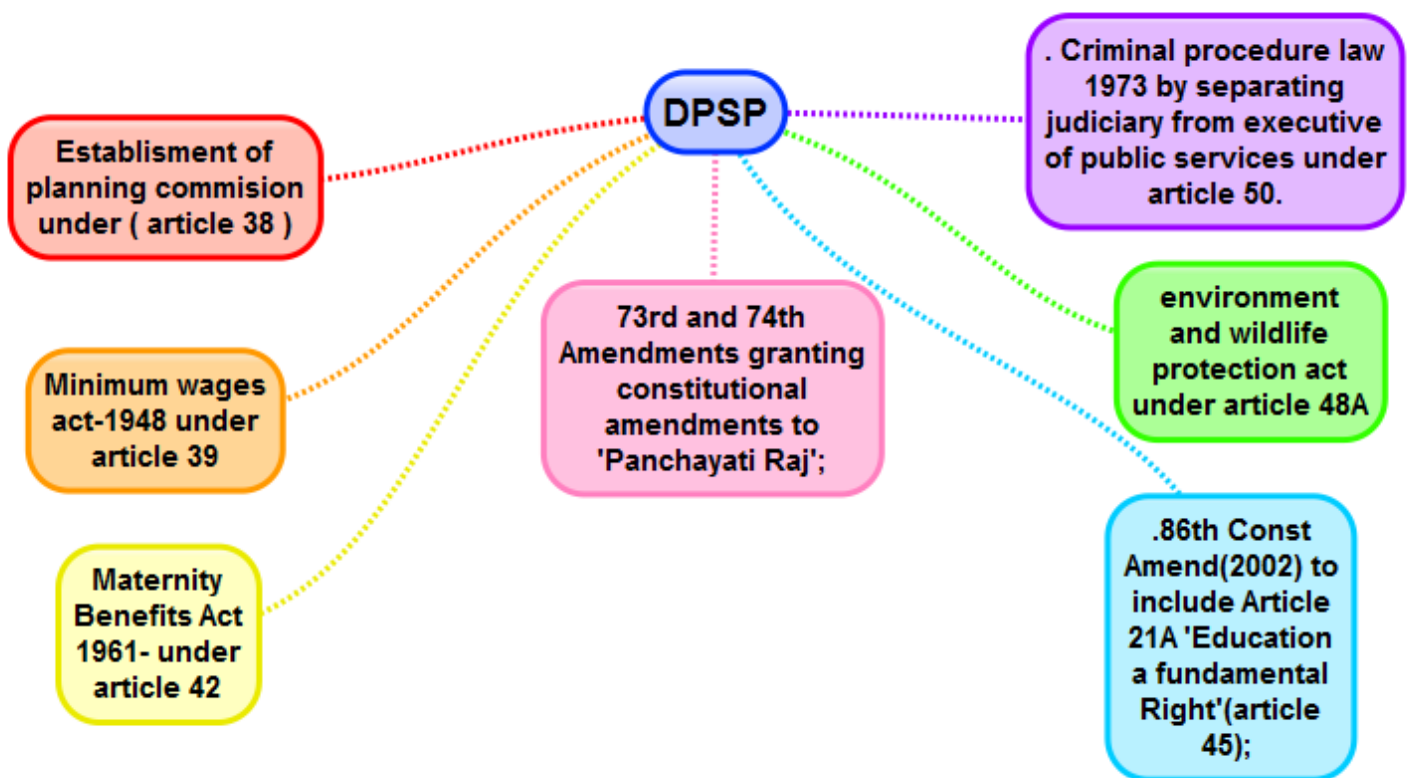 DPSP
Establisment of
planning commision
under ( article 38 )
Minimum wages
act-1948 under
article 39
Maternity
Benefits Act
1961- under
article 42
73rd and 74th
Amendments granting
constitutional
amendments to
'Panchayati Raj';
. Criminal procedure law
1973 by separating
judiciary from executive
of public services under
article 50.
environment
and wildlife
protection act
under article 48A
.86th Const
Amend(2002) to
include Article
21A 'Education
a fundamental
Right'(article
45);